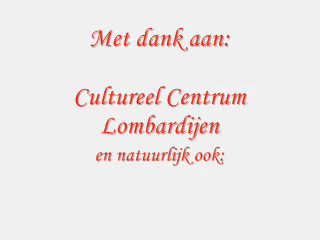 Met dank aan:
Cultureel Centrum
Lombardijen
en natuurlijk ook: